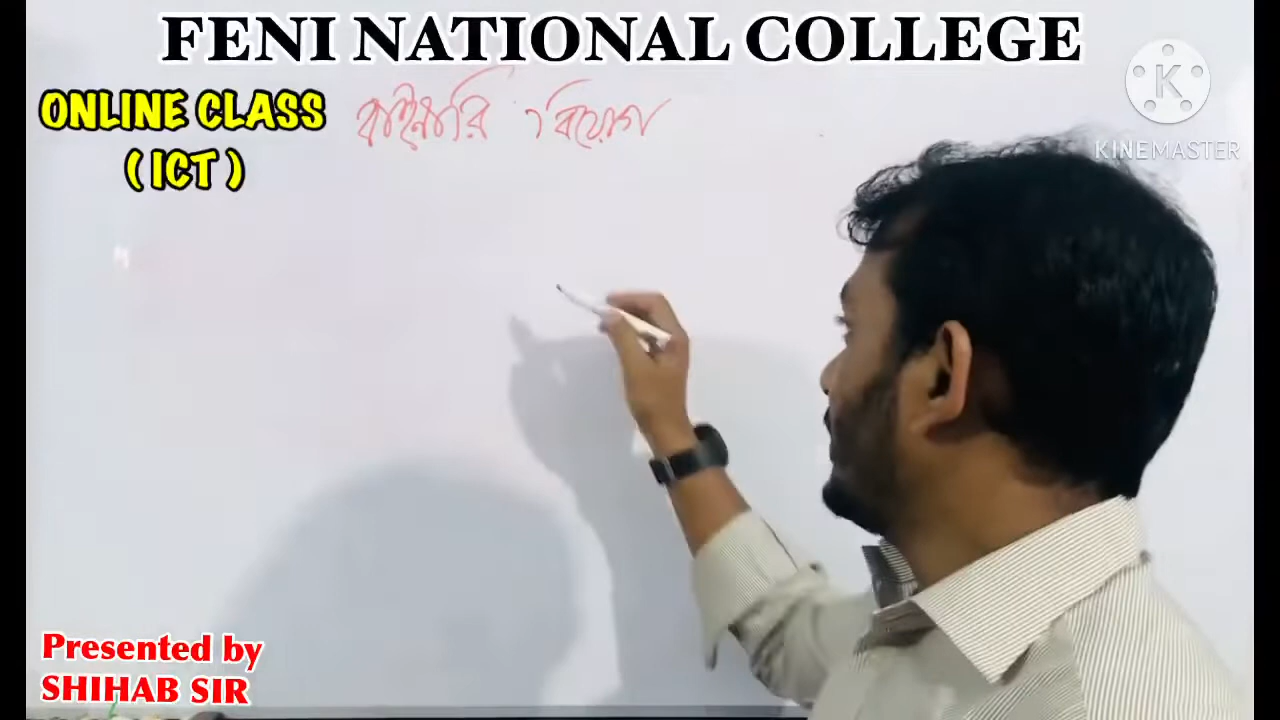 FENI NATIONAL COLLEGE
ONLINE CLASS
( ICT )
বাইনারি বিয়োগ
K
KINEMASTER
Presented by
SHIHAB SIR